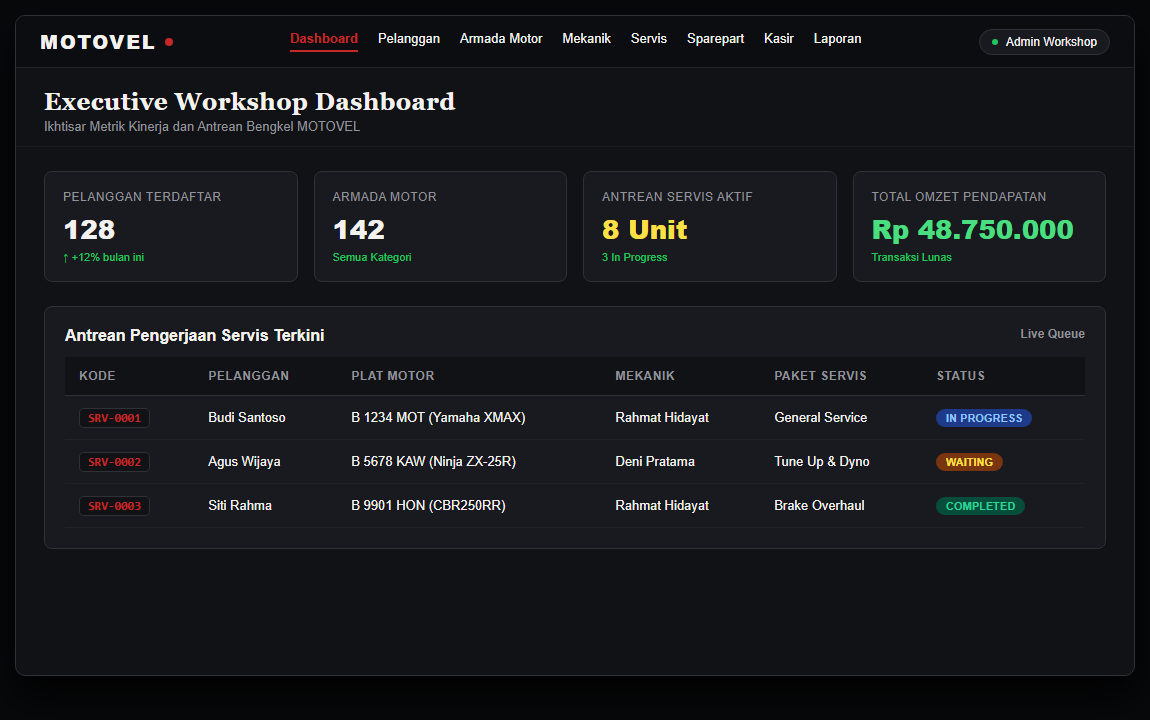 MOTOVEL
Dashboard Pelanggan Armada Motor Mekanik Servis Sparepart Kasir Laporan
Admin Workshop
Executive Workshop Dashboard
Ikhtisar Metrik Kinerja dan Antrean Bengkel MOTOVEL
PELANGGAN TERDAFTAR
128
↑ +12% bulan ini
ARMADA MOTOR
142
Semua Kategori
ANTREAN SERVIS AKTIF
8 Unit
3 In Progress
TOTAL OMZET PENDAPATAN
Rp 48.750.000
Transaksi Lunas
Antrean Pengerjaan Servis Terkini
Live Queue
KODE PELANGGAN PLAT MOTOR MEKANIK PAKET SERVIS STATUS
SRV-0001 Budi Santoso B 1234 MOT (Yamaha XMAX) Rahmat Hidayat General Service IN PROGRESS
SRV-0002 Agus Wijaya B 5678 KAW (Ninja ZX-25R) Deni Pratama Tune Up & Dyno WAITING
SRV-0003 Siti Rahma B 9901 HON (CBR250RR) Rahmat Hidayat Brake Overhaul COMPLETED